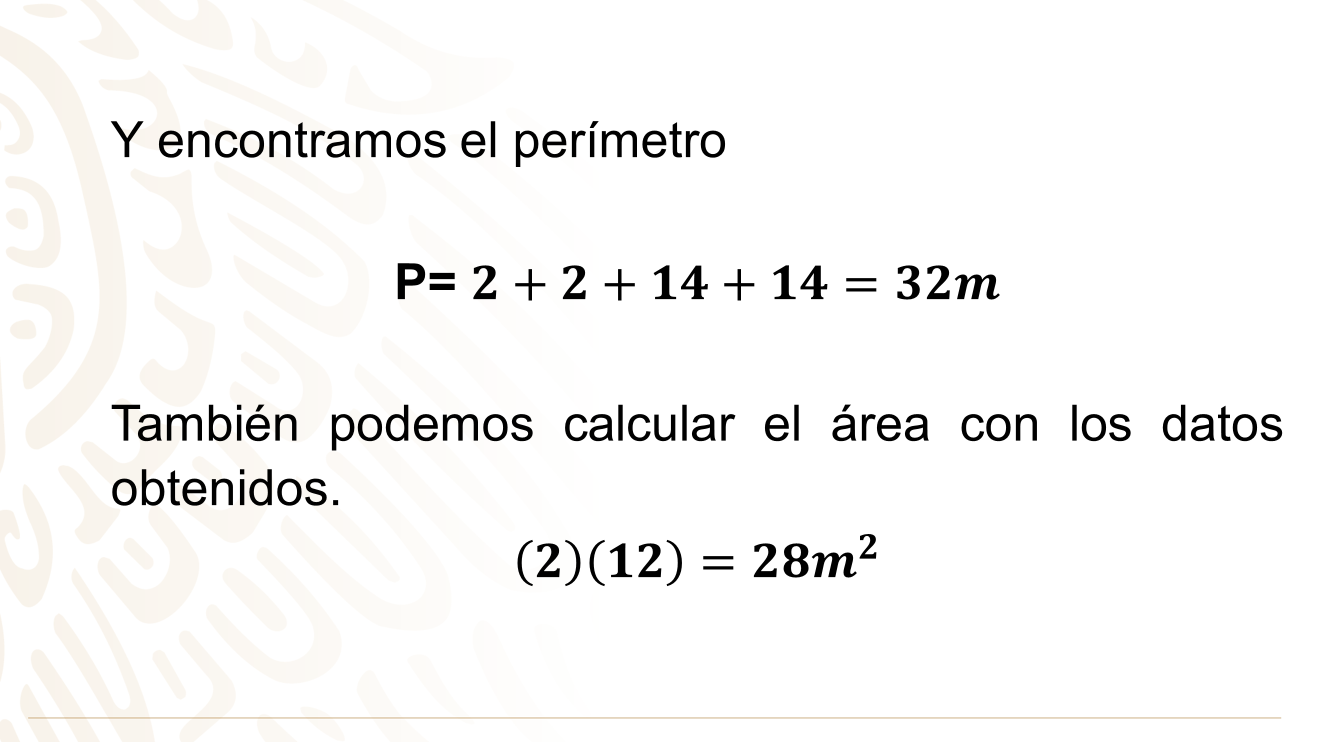 Y encontramos el perímetro
P= 2 + 2 + 14 + 14 = 32m
También podemos calcular el área con los datos
obtenidos.
(2)(12) = 28m²